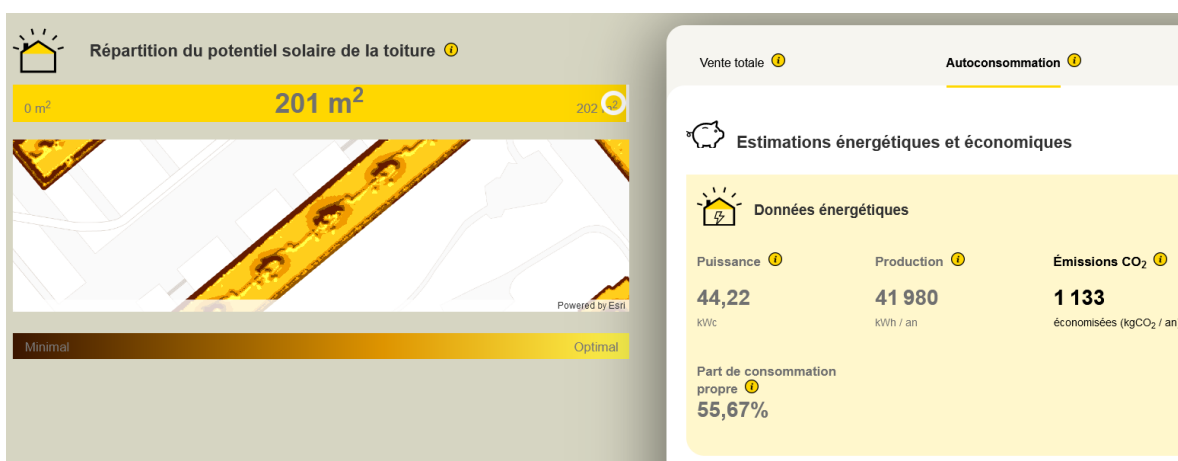 Répartition du potentiel solaire de la toiture
0 m²
201 m²
202 m²
Powered by Esri
Minimal
Optimal
Vente totale
Autoconsommation
Estimations énergétiques et économiques
Données énergétiques
Puissance
Production
Émissions CO₂
44,22
41 980
1 133
kWc
kWh / an
économisées (kgCO₂ / an
Part de consommation
propre
55,67%